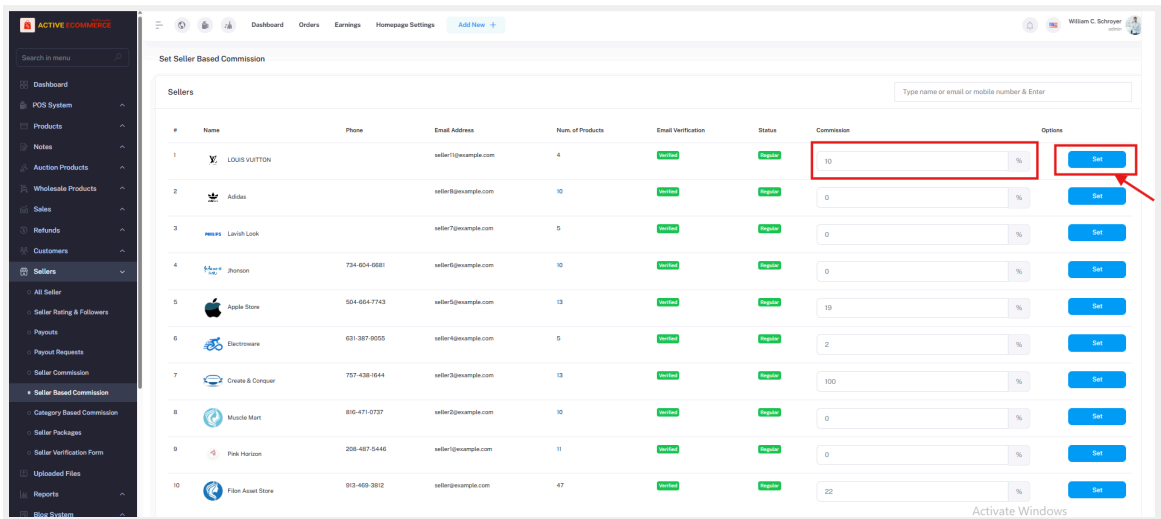 ACTIVE ECOMMERCE
Dashboard Orders Earnings Homepage Settings Add New +
William C. Schroyer
admin
Search in menu
Dashboard
POS System
Products
Notes
Auction Products
Wholesale Products
Sales
Refunds
Customers
Sellers
All Seller
Seller Rating & Followers
Payouts
Payout Requests
Seller Commission
Seller Based Commission
Category Based Commission
Seller Packages
Seller Verification Form
Uploaded Files
Reports
Blog System
Set Seller Based Commission
Sellers
Type name or email or mobile number & Enter
# Name Phone Email Address Num. of Products Email Verification Status Commission Options
1 LOUIS VUITTON seller11@example.com 4 Verified Regular 10 % Set
2 Adidas seller8@example.com 10 Verified Regular 0 % Set
3 PHILIPS Lavish Look seller7@example.com 5 Verified Regular 0 % Set
4 Jhonson 734-604-6681 seller6@example.com 10 Verified Regular 0 % Set
5 Apple Store 504-664-7743 seller5@example.com 13 Verified Regular 19 % Set
6 Electroware 631-387-9055 seller4@example.com 5 Verified Regular 2 % Set
7 Create & Conquer 757-438-1644 seller3@example.com 13 Verified Regular 100 % Set
8 Muscle Mart 816-471-0737 seller2@example.com 10 Verified Regular 0 % Set
9 Pink Horizon 208-487-5446 seller1@example.com 11 Verified Regular 0 % Set
10 Filon Asset Store 913-469-3812 seller@example.com 47 Verified Regular 22 % Set
Activate Windows